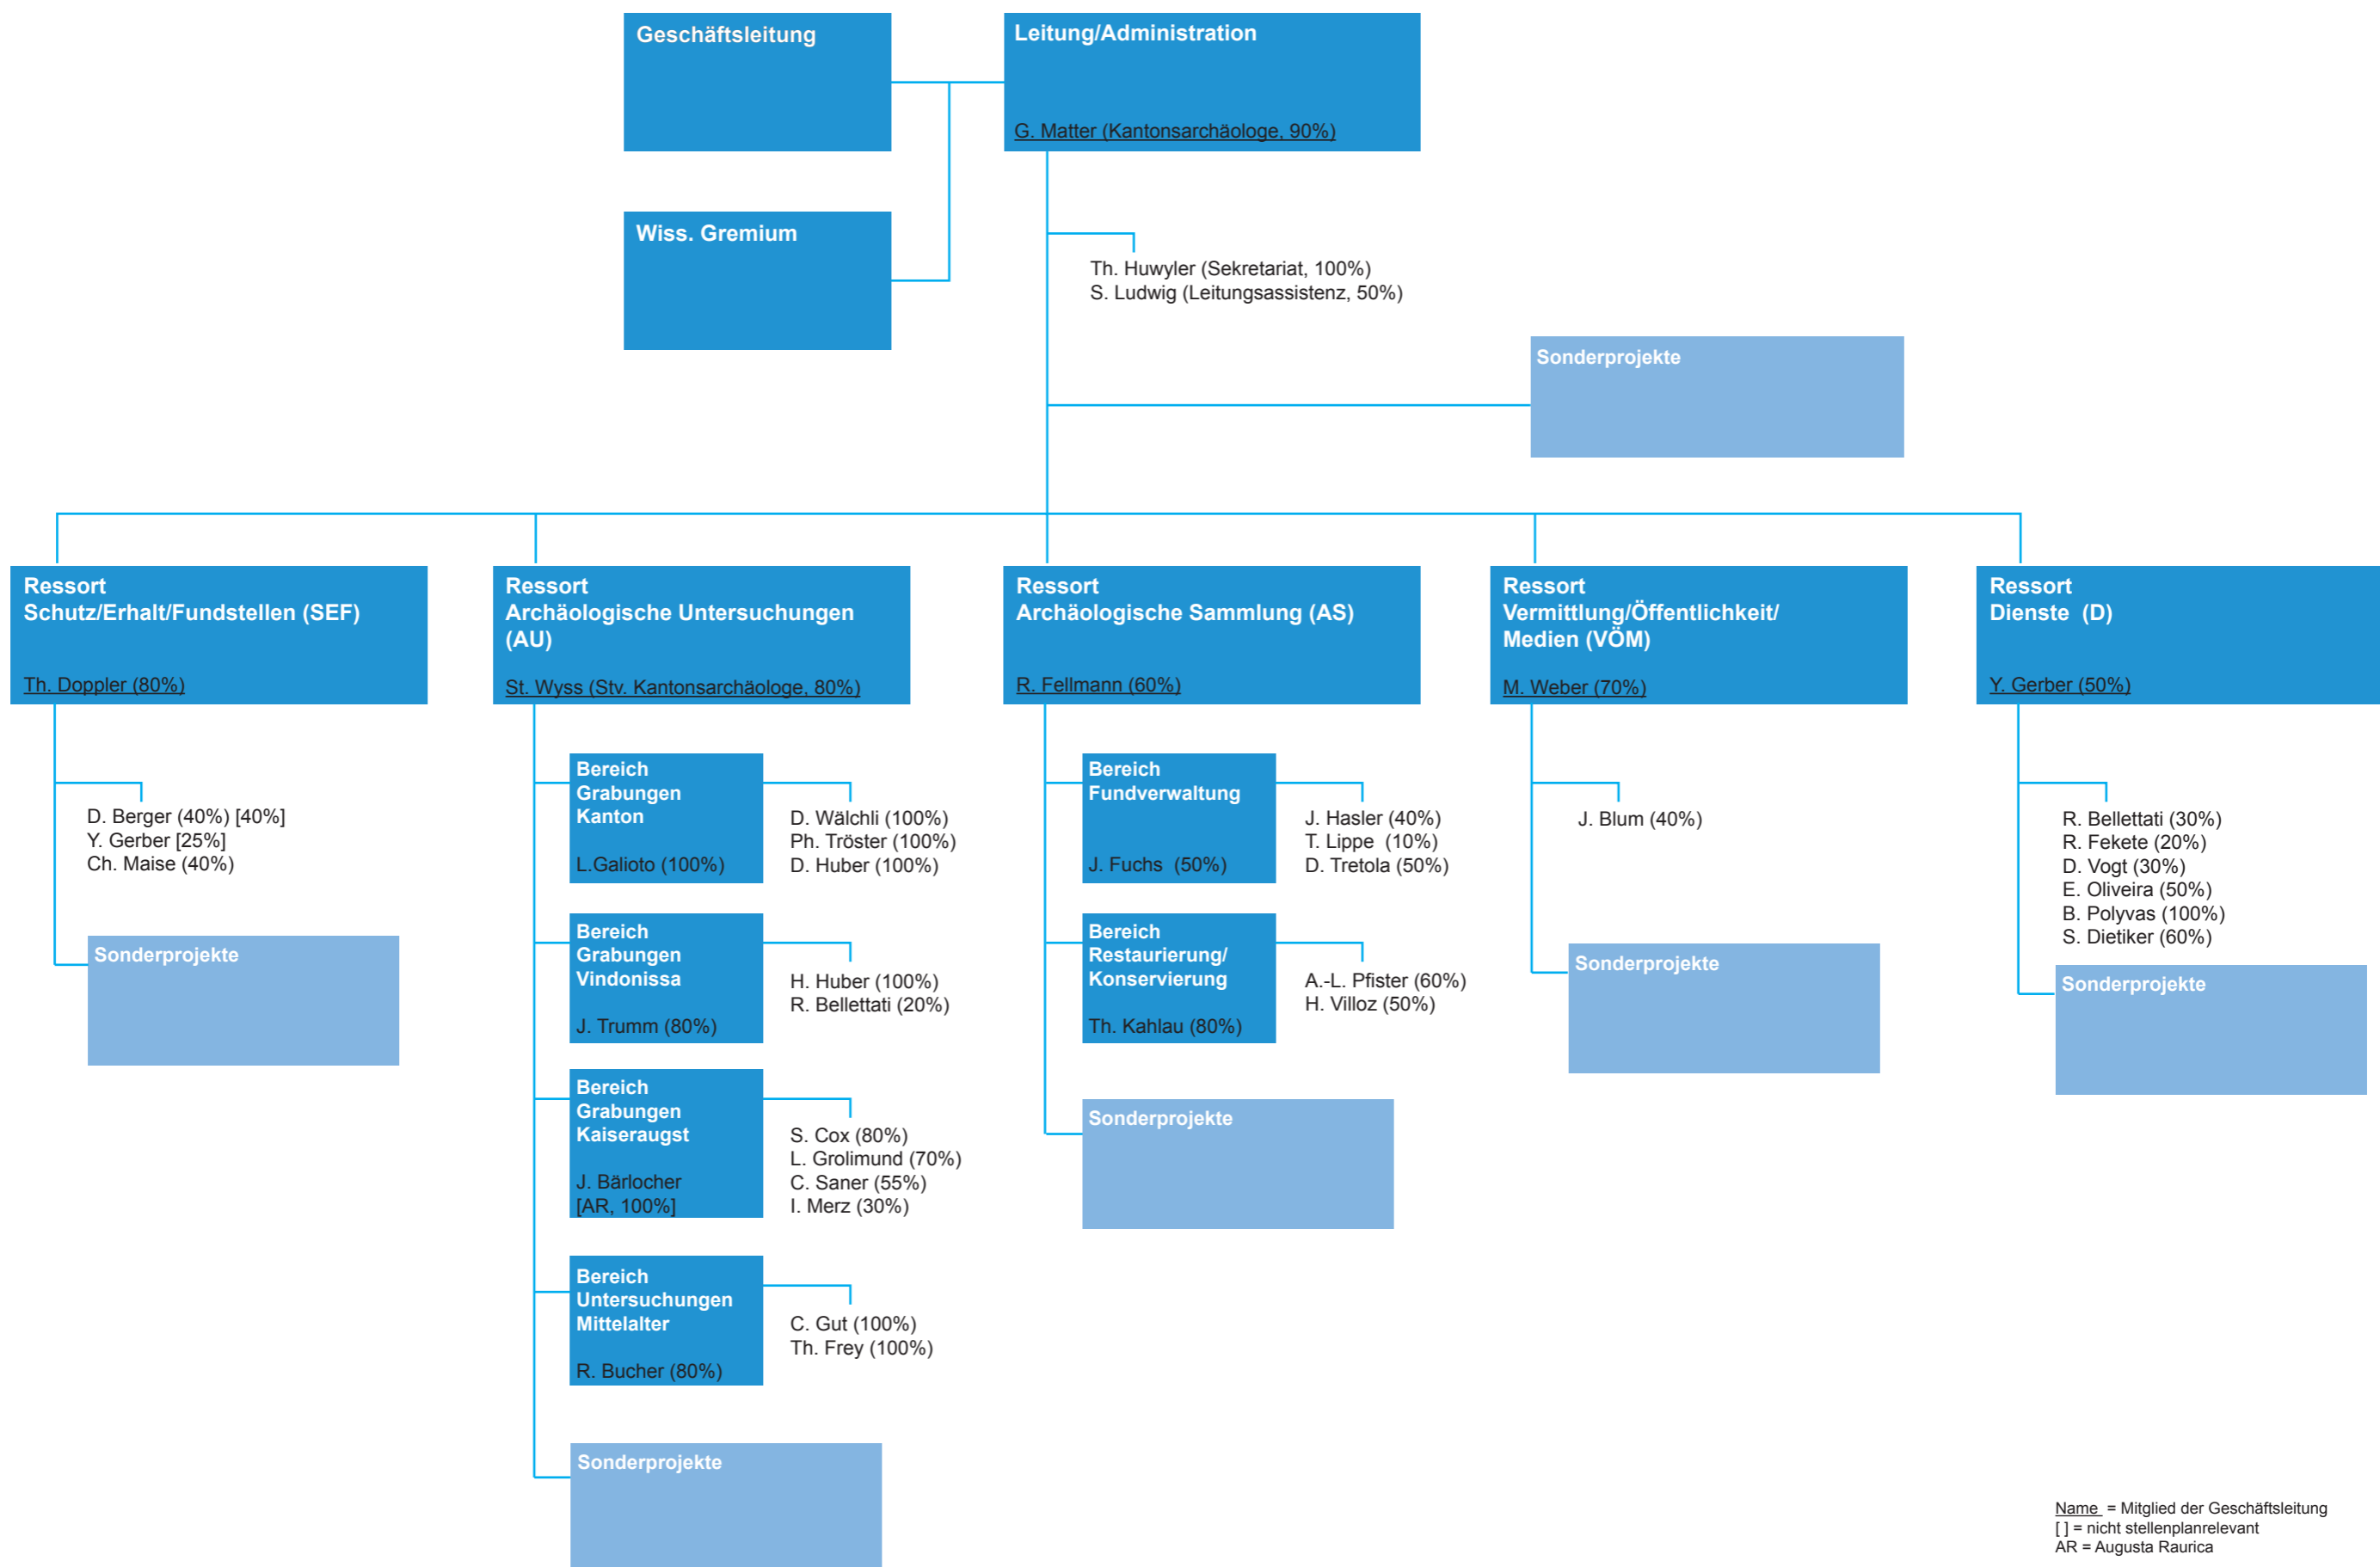 Geschäftsleitung
Leitung/Administration
G. Matter (Kantonsarchäologe, 90%)
Wiss. Gremium
Th. Huwyler (Sekretariat, 100%)
S. Ludwig (Leitungsassistenz, 50%)
Sonderprojekte
Ressort
Schutz/Erhalt/Fundstellen (SEF)
Th. Doppler (80%)
D. Berger (40%) [40%]
Y. Gerber [25%]
Ch. Maise (40%)
Sonderprojekte
Ressort
Archäologische Untersuchungen
(AU)
St. Wyss (Stv. Kantonsarchäologe, 80%)
Bereich
Grabungen
Kanton
L.Galioto (100%)
D. Wälchli (100%)
Ph. Tröster (100%)
D. Huber (100%)
Bereich
Grabungen
Vindonissa
J. Trumm (80%)
H. Huber (100%)
R. Bellettati (20%)
Bereich
Grabungen
Kaiseraugst
J. Bärlocher
[AR, 100%]
S. Cox (80%)
L. Grolimund (70%)
C. Saner (55%)
I. Merz (30%)
Bereich
Untersuchungen
Mittelalter
R. Bucher (80%)
C. Gut (100%)
Th. Frey (100%)
Sonderprojekte
Ressort
Archäologische Sammlung (AS)
R. Fellmann (60%)
Bereich
Fundverwaltung
J. Fuchs (50%)
J. Hasler (40%)
T. Lippe (10%)
D. Tretola (50%)
Bereich
Restaurierung/
Konservierung
Th. Kahlau (80%)
A.-L. Pfister (60%)
H. Villoz (50%)
Sonderprojekte
Ressort
Vermittlung/Öffentlichkeit/
Medien (VÖM)
M. Weber (70%)
J. Blum (40%)
Sonderprojekte
Ressort
Dienste (D)
Y. Gerber (50%)
R. Bellettati (30%)
R. Fekete (20%)
D. Vogt (30%)
E. Oliveira (50%)
B. Polyvas (100%)
S. Dietiker (60%)
Sonderprojekte
Name = Mitglied der Geschäftsleitung
[ ] = nicht stellenplanrelevant
AR = Augusta Raurica